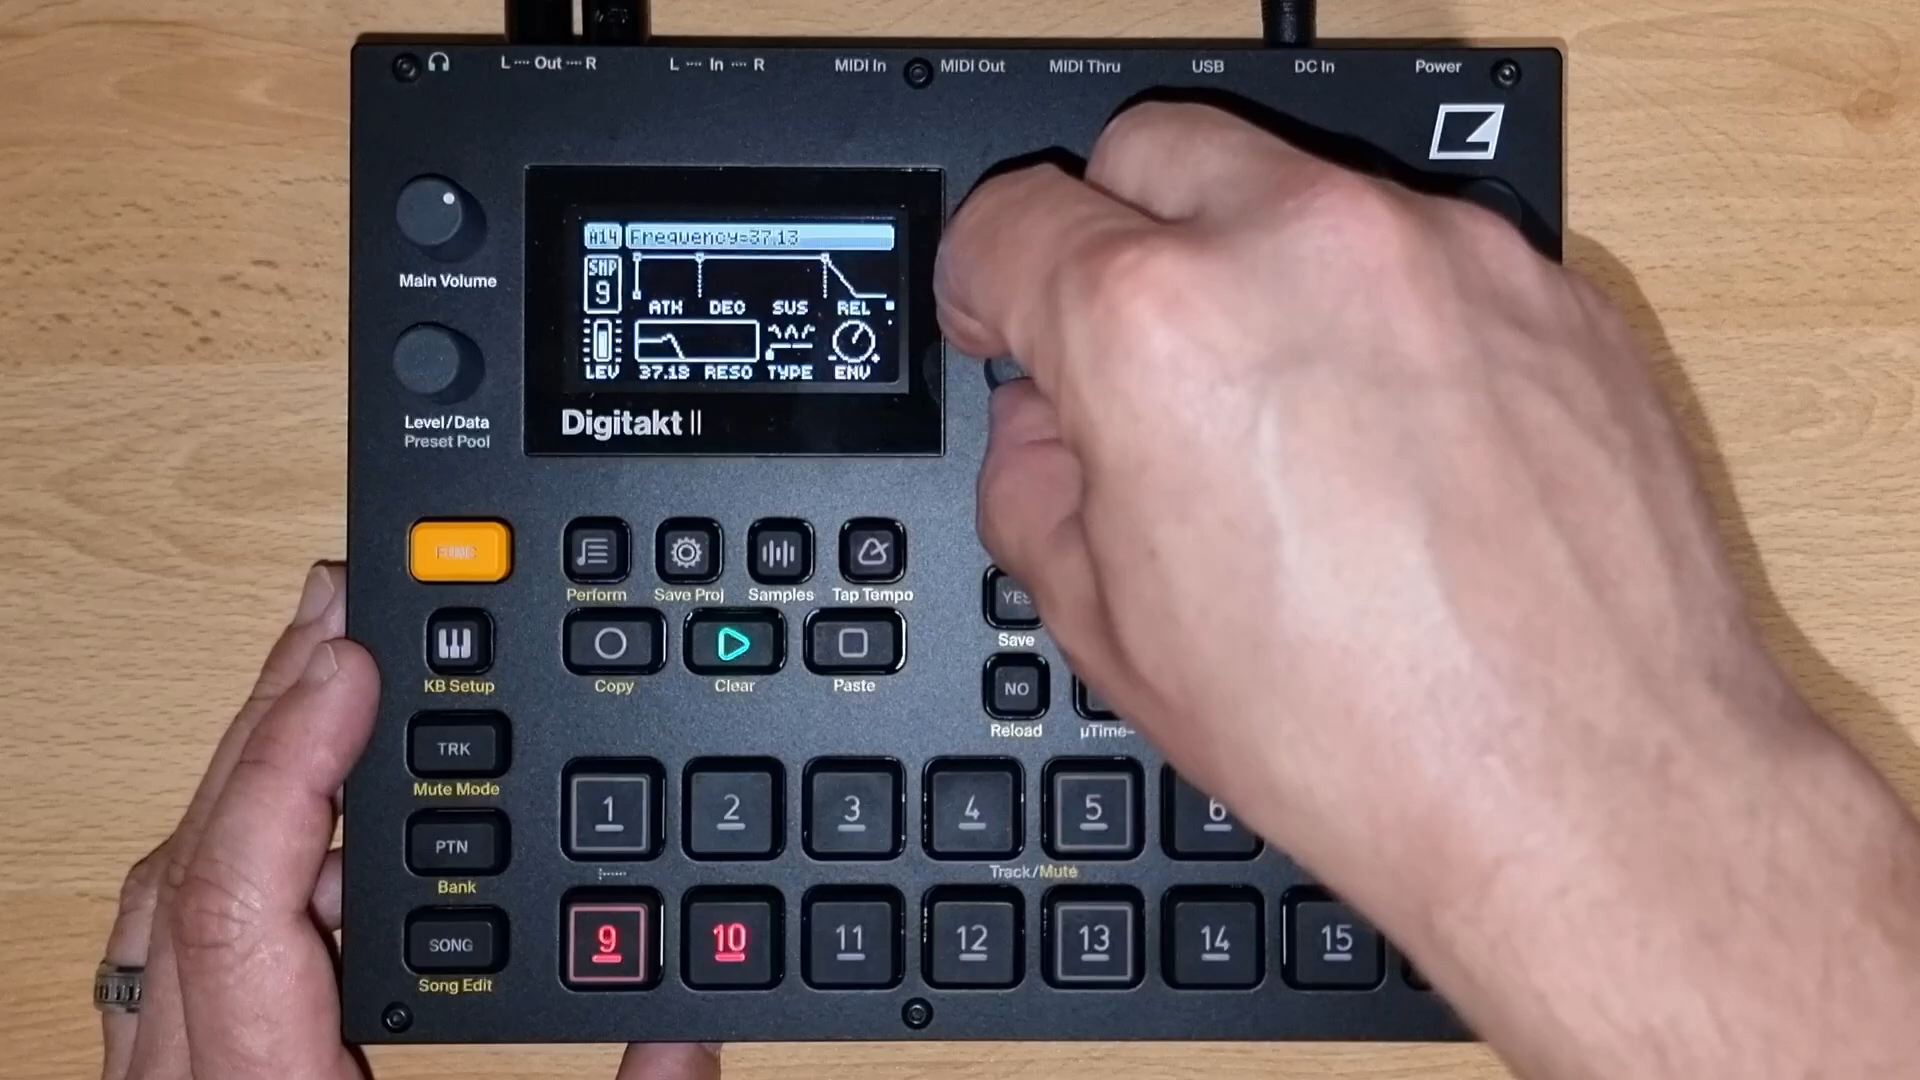 L Out R
L In R
MIDI In
MIDI Out
MIDI Thru
USB
DC In
Power
A14 Frequency=37.13
SMP
9
ATK DEC SUS REL
LEV 37.13 RESO TYPE ENV
Main Volume
Level/Data
Preset Pool
Digitakt II
FUNC
Perform
Save Proj
Samples
Tap Tempo
YES
Save
KB Setup
Copy
Clear
Paste
NO
Reload
µTime-
TRK
Mute Mode
1
2
3
4
5
6
PTN
Bank
Track/Mute
9
10
11
12
13
14
15
SONG
Song Edit